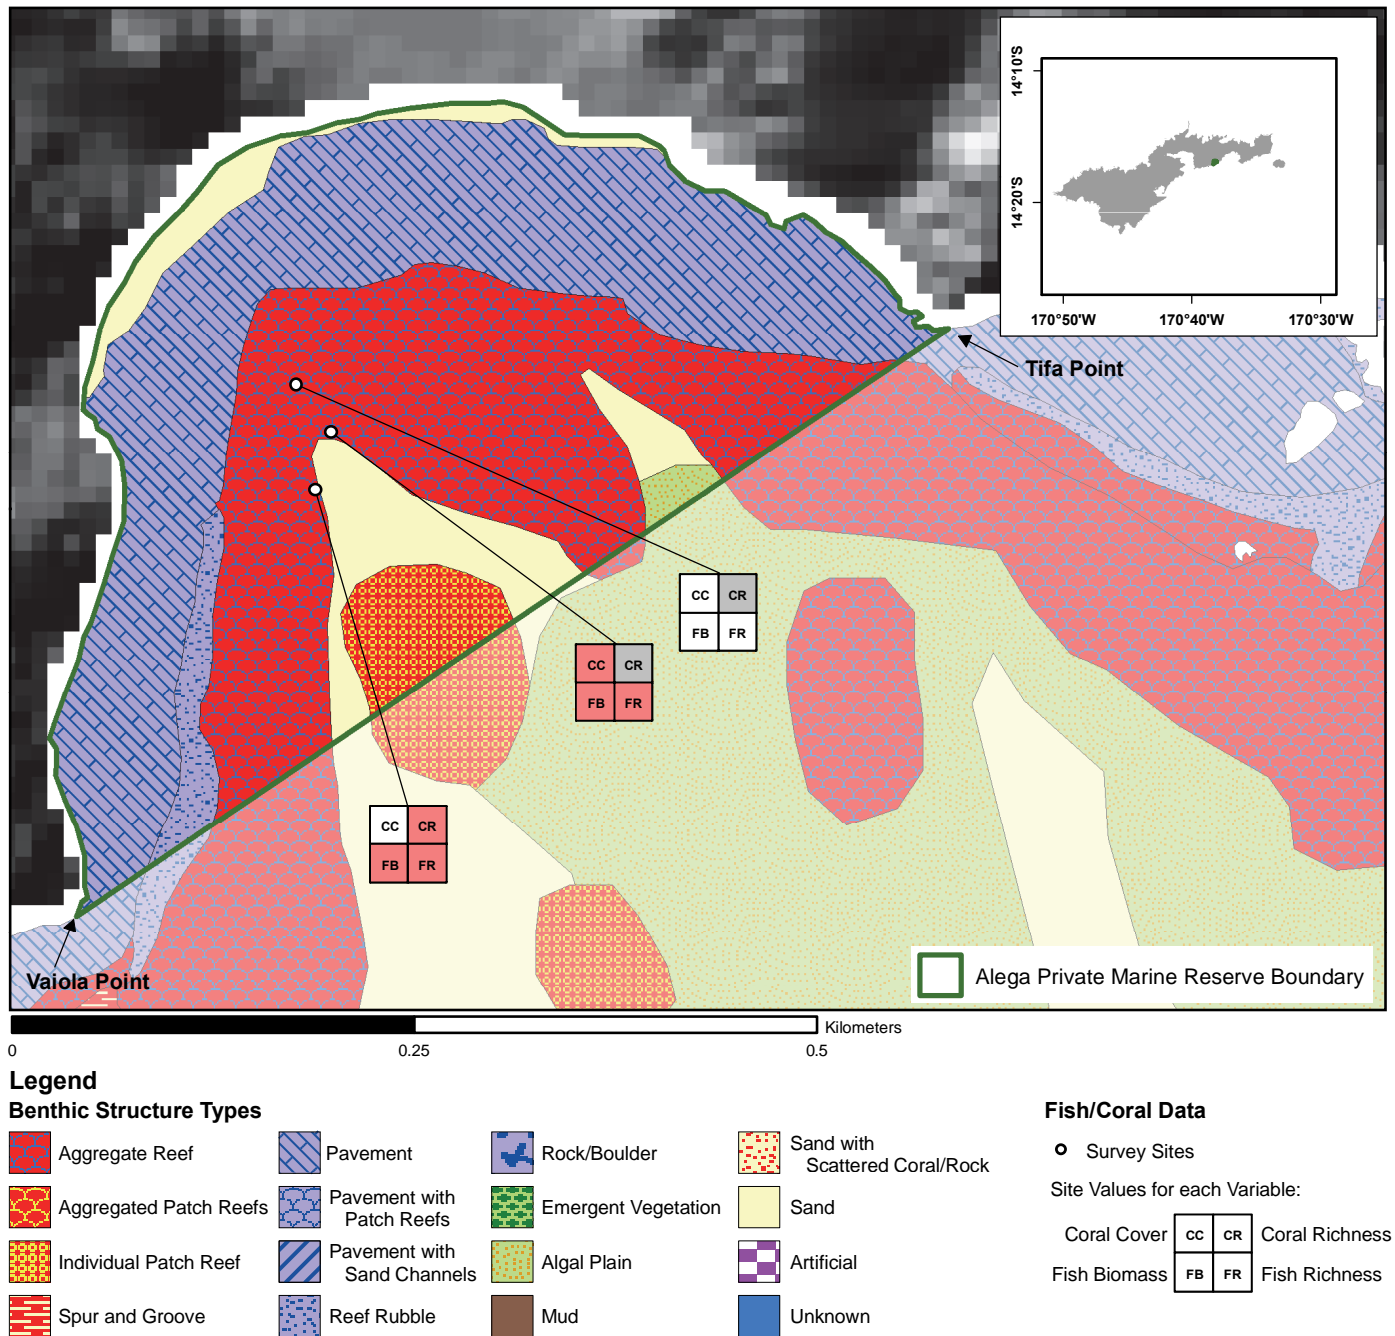 14°10'S
14°20'S
170°50'W
170°40'W
170°30'W
Tifa Point
CC CR
FB FR
CC CR
FB FR
CC CR
FB FR
Vaiola Point
Alega Private Marine Reserve Boundary
Kilometers
0 0.25 0.5
Legend
Benthic Structure Types
Aggregate Reef
Aggregated Patch Reefs
Individual Patch Reef
Spur and Groove
Pavement
Pavement with
Patch Reefs
Pavement with
Sand Channels
Reef Rubble
Rock/Boulder
Emergent Vegetation
Algal Plain
Mud
Sand with
Scattered Coral/Rock
Sand
Artificial
Unknown
Fish/Coral Data
Survey Sites
Site Values for each Variable:
Coral Cover CC CR Coral Richness
Fish Biomass FB FR Fish Richness